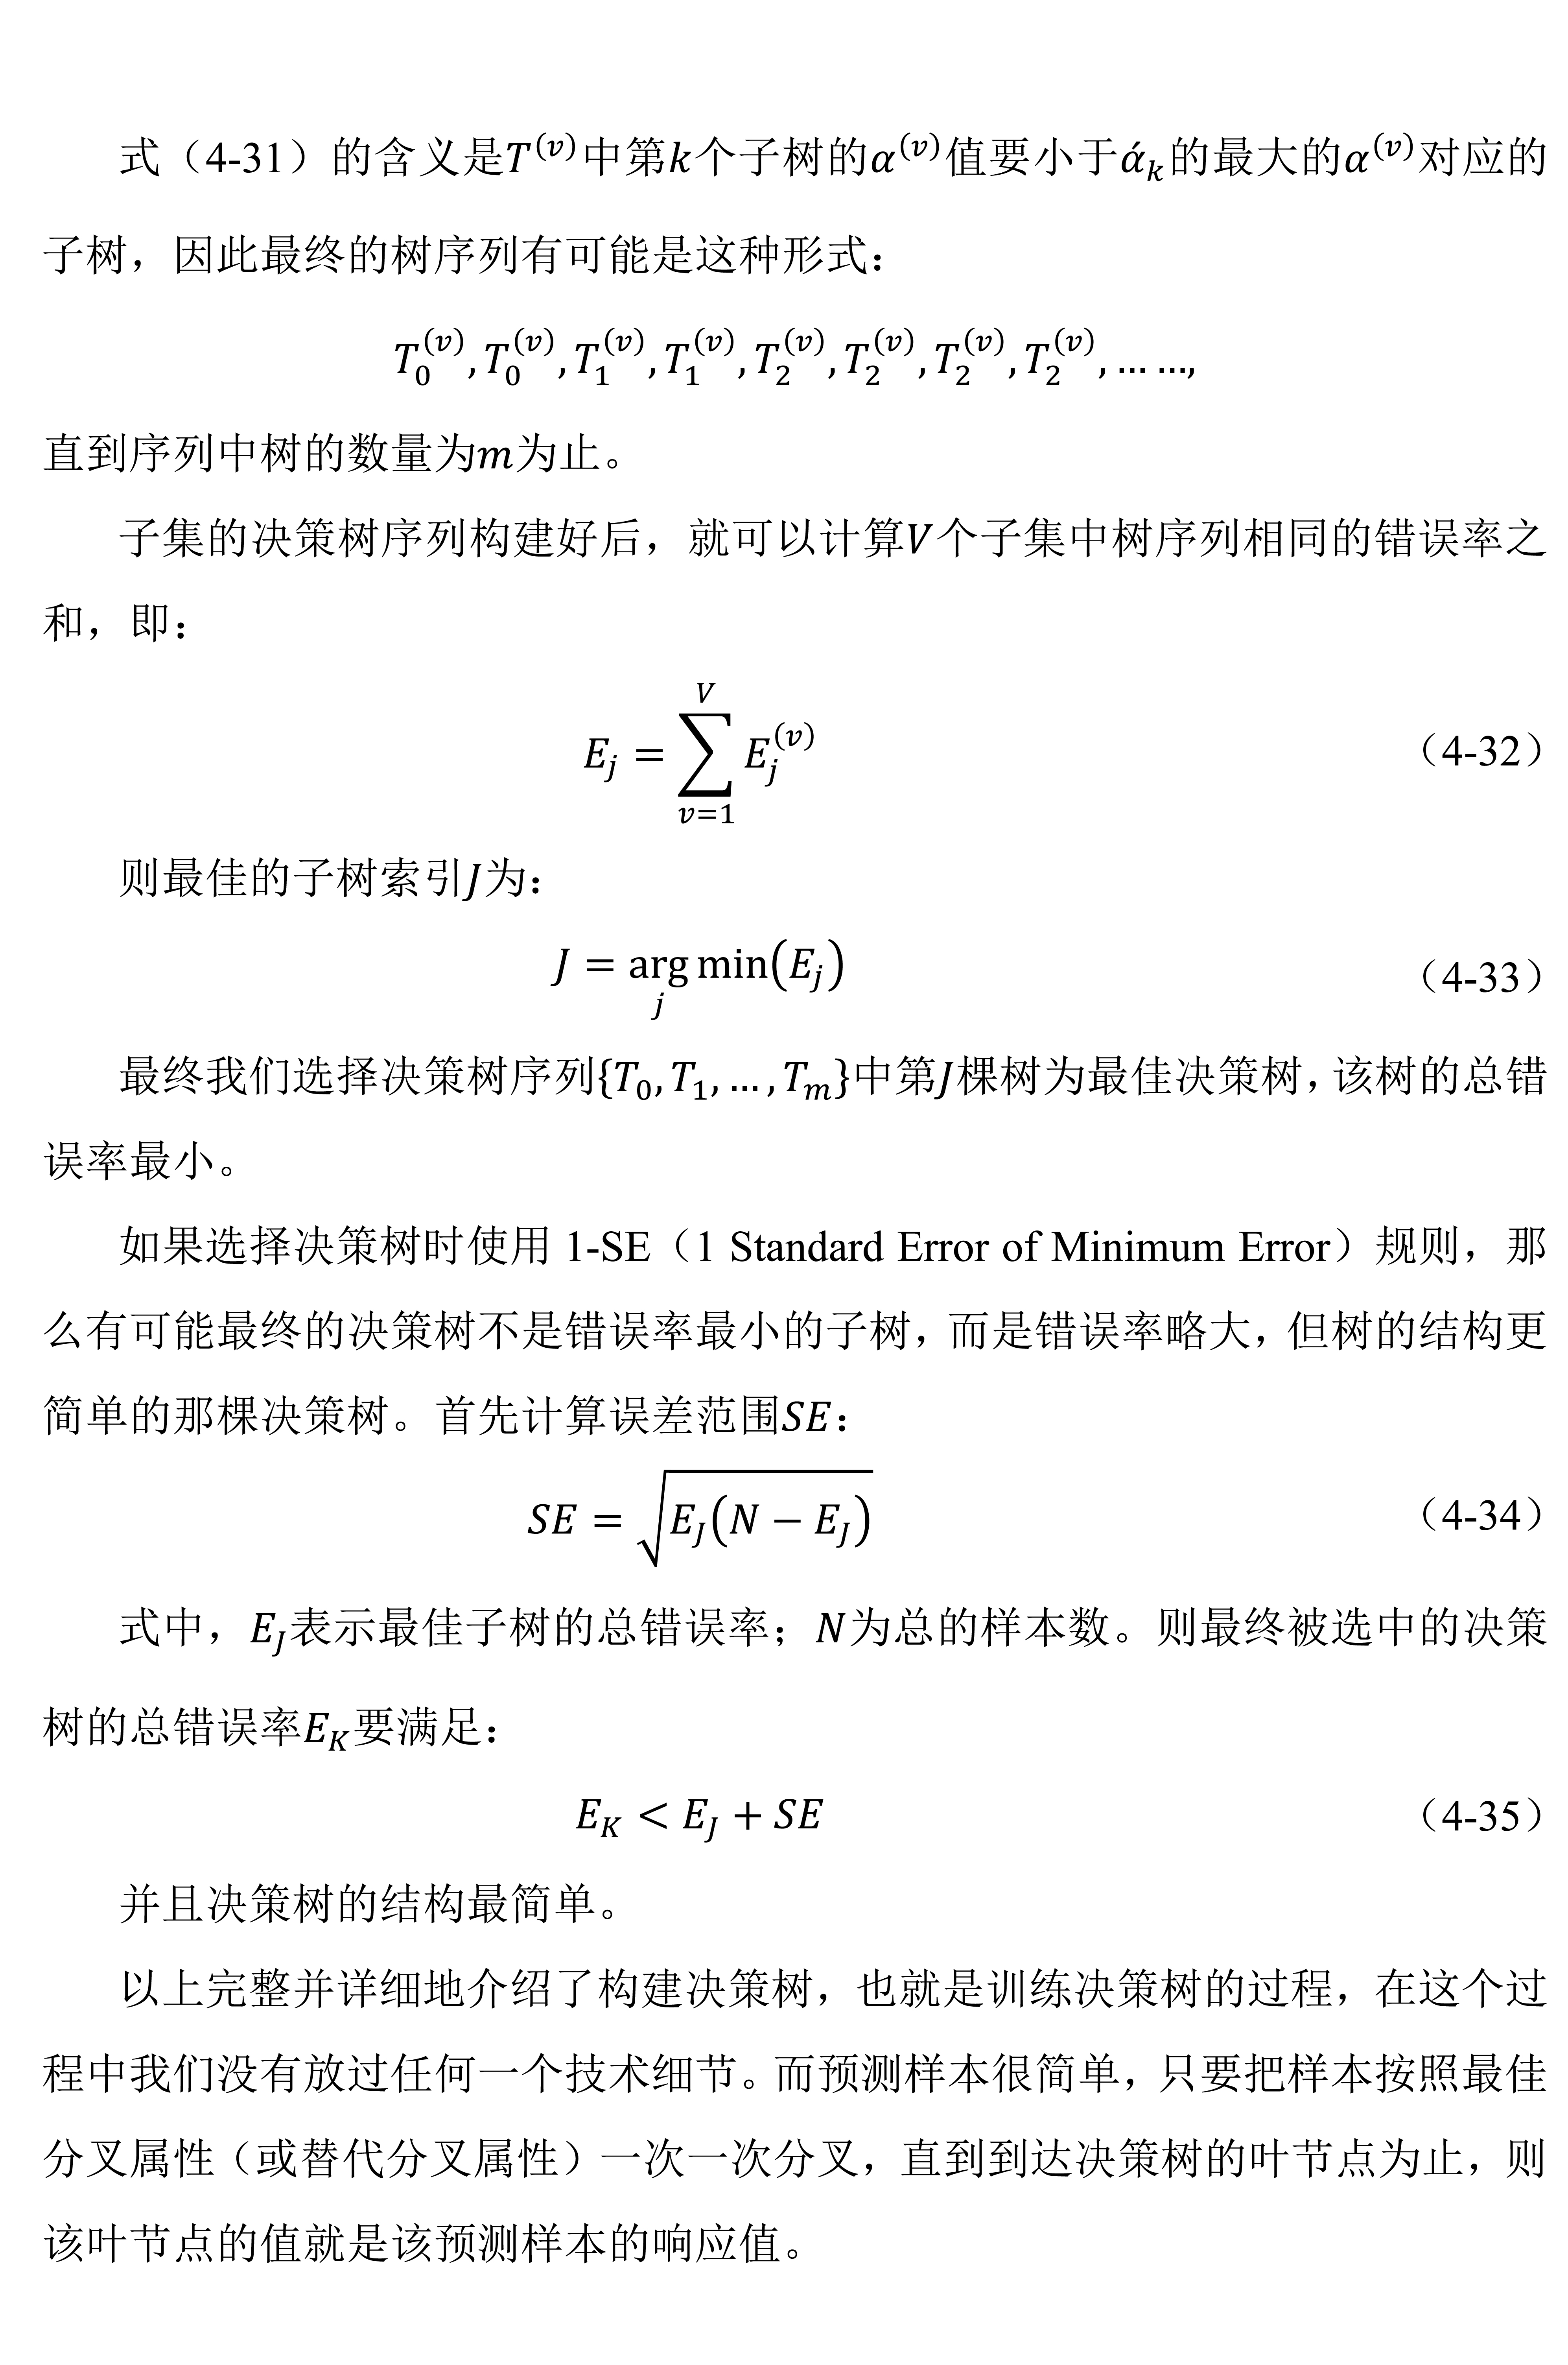 式（4-31）的含义是T^(v)中第k个子树的α^(v)值要小于ά_k的最大的α^(v)对应的
子树，因此最终的树序列有可能是这种形式：
T_0^(v), T_0^(v), T_1^(v), T_1^(v), T_2^(v), T_2^(v), T_2^(v), T_2^(v), … …,
直到序列中树的数量为m为止。
子集的决策树序列构建好后，就可以计算V个子集中树序列相同的错误率之
和，即：
E_j = ∑_{v=1}^{V} E_j^(v) （4-32）
则最佳的子树索引J为：
J = arg min_j (E_j) （4-33）
最终我们选择决策树序列{T_0, T_1, … , T_m}中第J棵树为最佳决策树，该树的总错
误率最小。
如果选择决策树时使用 1-SE（1 Standard Error of Minimum Error）规则，那
么有可能最终的决策树不是错误率最小的子树，而是错误率略大，但树的结构更
简单的那棵决策树。首先计算误差范围SE：
SE = √(E_J(N − E_J)) （4-34）
式中，E_J表示最佳子树的总错误率；N为总的样本数。则最终被选中的决策
树的总错误率E_K要满足：
E_K < E_J + SE （4-35）
并且决策树的结构最简单。
以上完整并详细地介绍了构建决策树，也就是训练决策树的过程，在这个过
程中我们没有放过任何一个技术细节。而预测样本很简单，只要把样本按照最佳
分叉属性（或替代分叉属性）一次一次分叉，直到到达决策树的叶节点为止，则
该叶节点的值就是该预测样本的响应值。